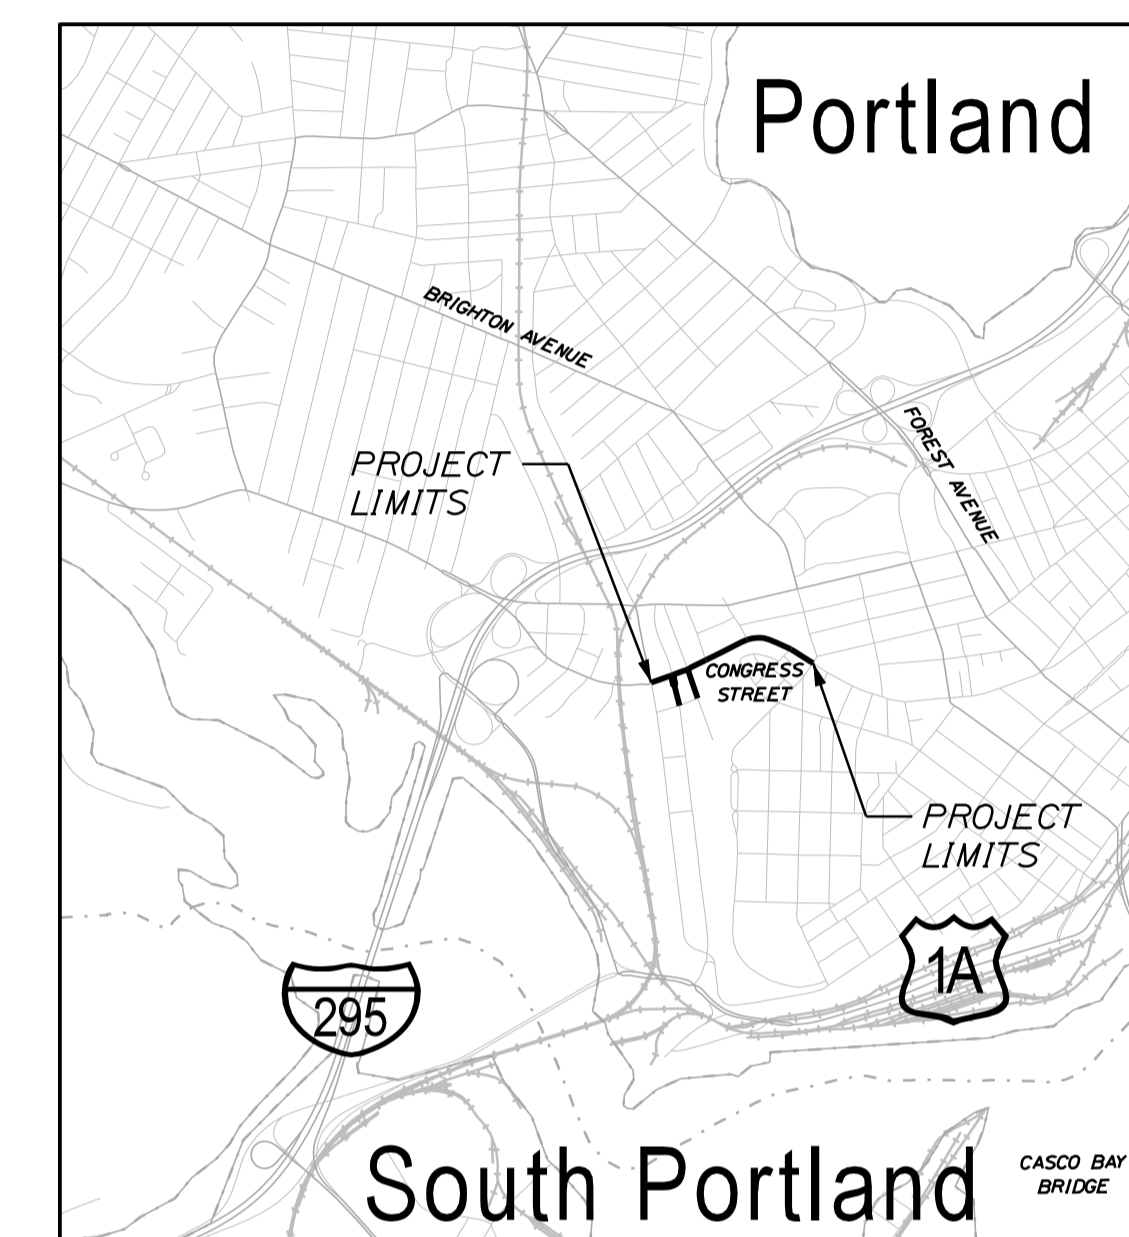 Portland
BRIGHTON AVENUE
FOREST AVENUE
PROJECT
LIMITS
CONGRESS
STREET
PROJECT
LIMITS
1A
295
South Portland
CASCO BAY
BRIDGE